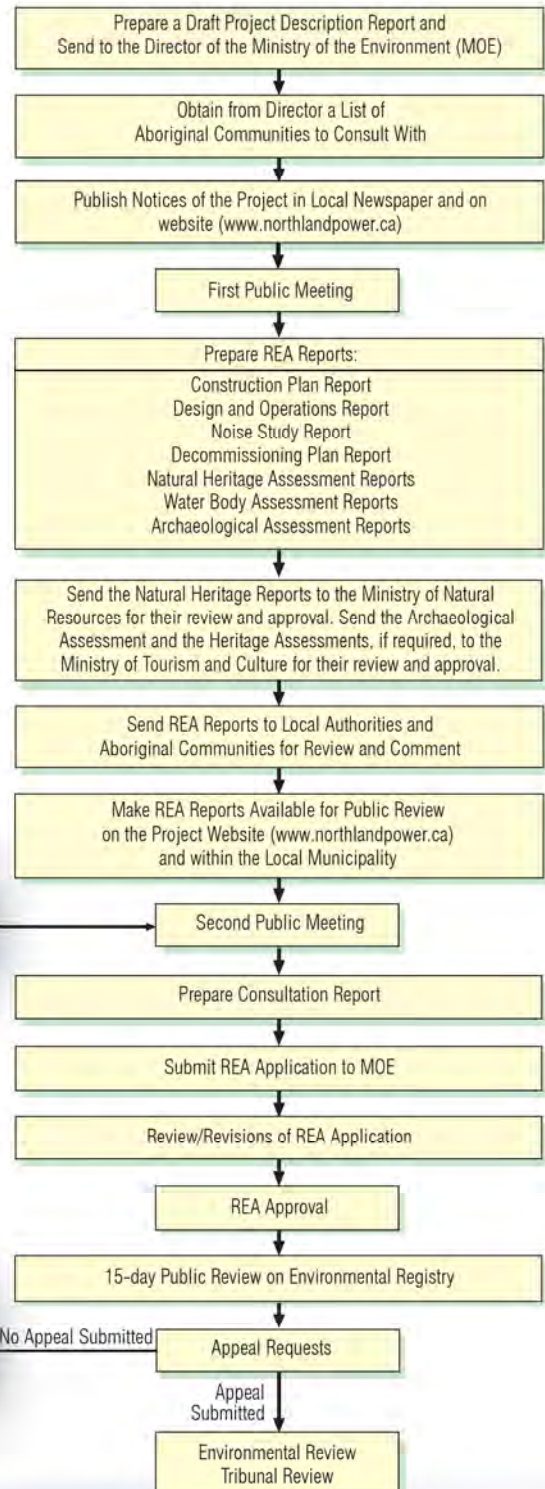 Prepare a Draft Project Description Report and
Send to the Director of the Ministry of the Environment (MOE)
Obtain from Director a List of
Aboriginal Communities to Consult With
Publish Notices of the Project in Local Newspaper and on
website (www.northlandpower.ca)
First Public Meeting
Prepare REA Reports:
Construction Plan Report
Design and Operations Report
Noise Study Report
Decommissioning Plan Report
Natural Heritage Assessment Reports
Water Body Assessment Reports
Archaeological Assessment Reports
Send the Natural Heritage Reports to the Ministry of Natural
Resources for their review and approval. Send the Archaeological
Assessment and the Heritage Assessments, if required, to the
Ministry of Tourism and Culture for their review and approval.
Send REA Reports to Local Authorities and
Aboriginal Communities for Review and Comment
Make REA Reports Available for Public Review
on the Project Website (www.northlandpower.ca)
and within the Local Municipality
Second Public Meeting
Prepare Consultation Report
Submit REA Application to MOE
Review/Revisions of REA Application
REA Approval
15-day Public Review on Environmental Registry
No Appeal Submitted
Appeal Requests
Appeal
Submitted
Environmental Review
Tribunal Review